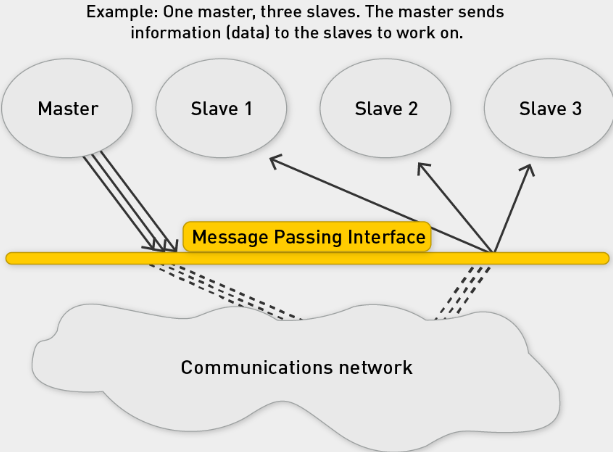 Example: One master, three slaves. The master sends
information (data) to the slaves to work on.
Master
Slave 1
Slave 2
Slave 3
Message Passing Interface
Communications network